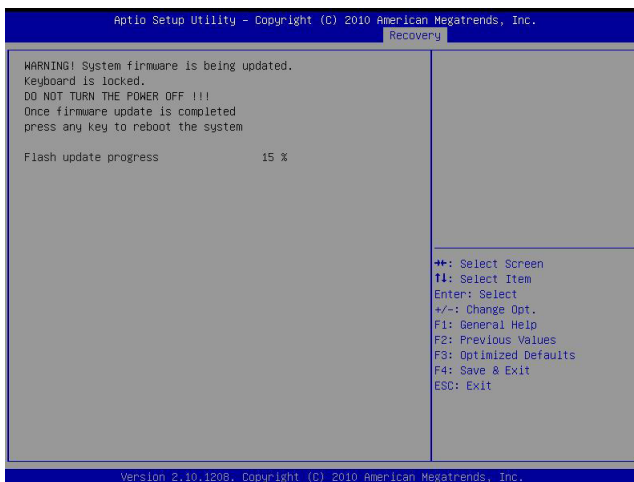 Aptio Setup Utility – Copyright (C) 2010 American Megatrends, Inc.
Recovery
WARNING! System firmware is being updated.
Keyboard is locked.
DO NOT TURN THE POWER OFF !!!
Once firmware update is completed
press any key to reboot the system
Flash update progress 15 %
→←: Select Screen
↑↓: Select Item
Enter: Select
+/-: Change Opt.
F1: General Help
F2: Previous Values
F3: Optimized Defaults
F4: Save & Exit
ESC: Exit
Version 2.10.1208. Copyright (C) 2010 American Megatrends, Inc.